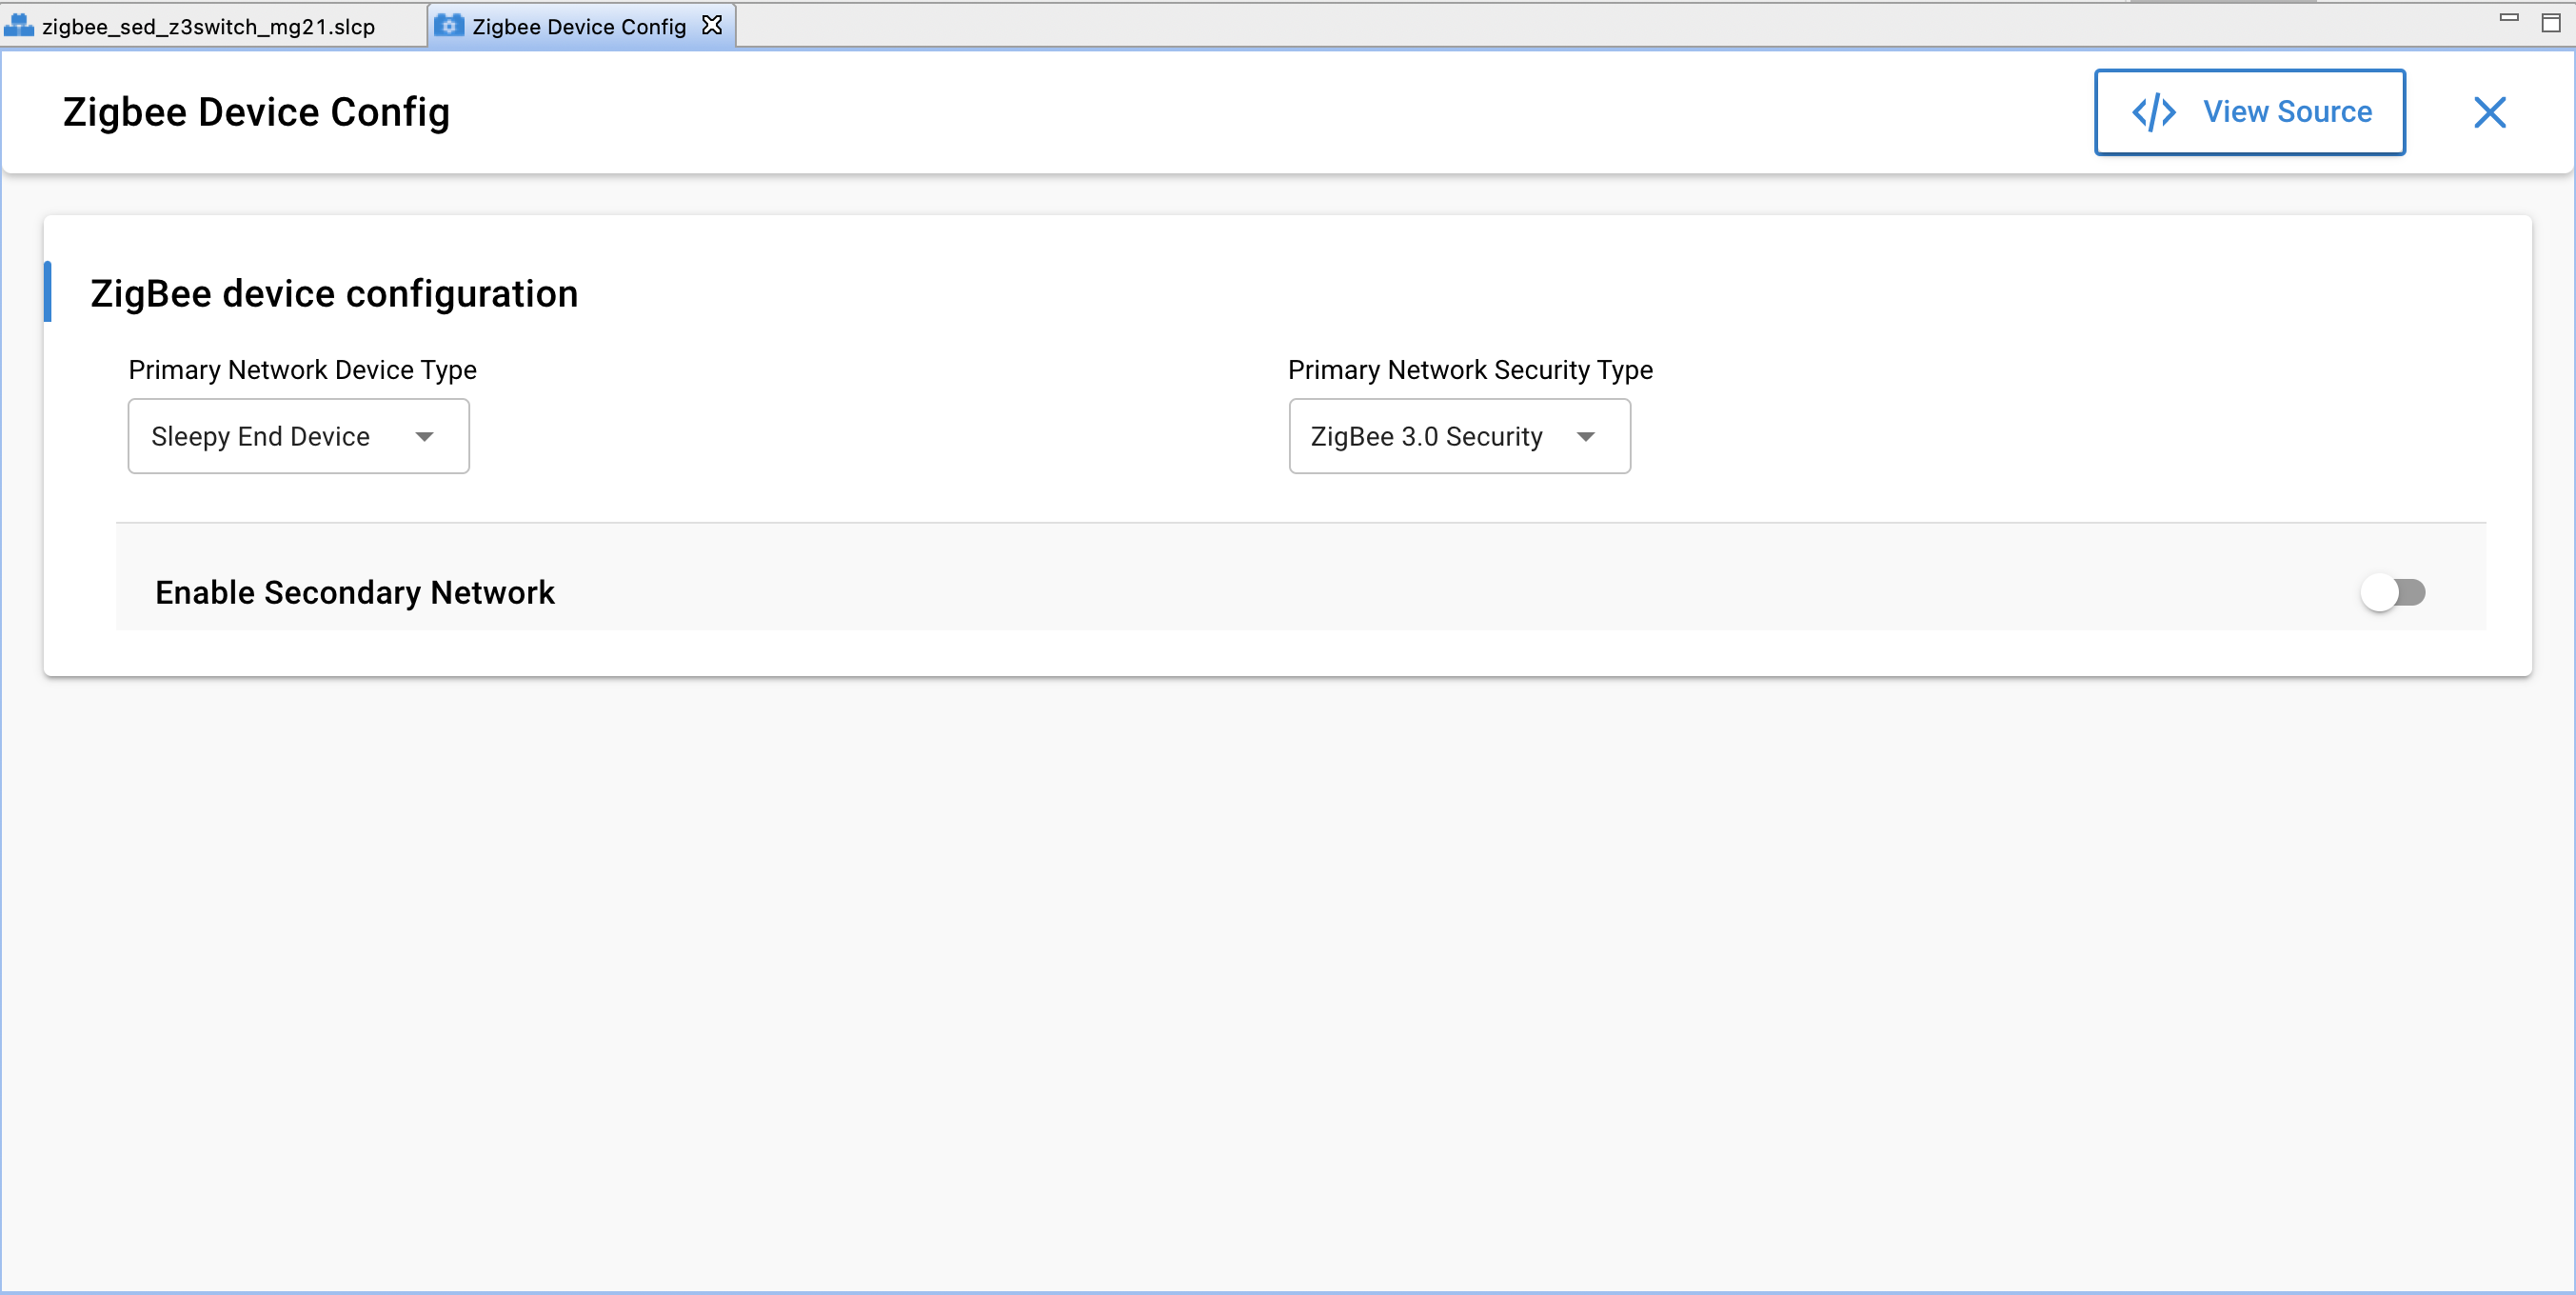 zigbee_sed_z3switch_mg21.slcp
Zigbee Device Config
Zigbee Device Config
View Source
ZigBee device configuration
Primary Network Device Type
Primary Network Security Type
Sleepy End Device
ZigBee 3.0 Security
Enable Secondary Network